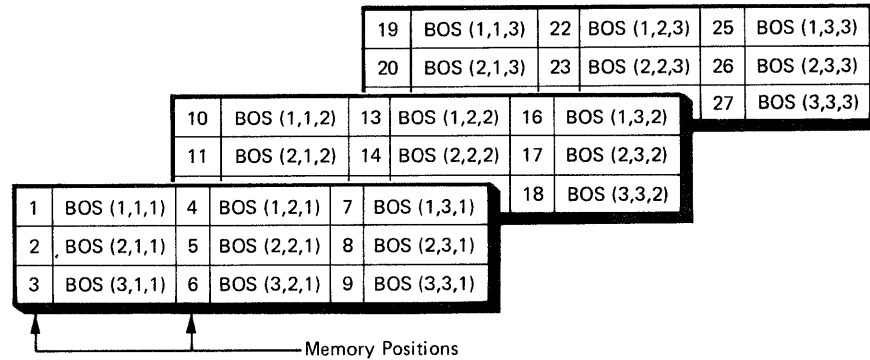 19 BOS (1,1,3) 22 BOS (1,2,3) 25 BOS (1,3,3)
20 BOS (2,1,3) 23 BOS (2,2,3) 26 BOS (2,3,3)
27 BOS (3,3,3)
10 BOS (1,1,2) 13 BOS (1,2,2) 16 BOS (1,3,2)
11 BOS (2,1,2) 14 BOS (2,2,2) 17 BOS (2,3,2)
18 BOS (3,3,2)
1 BOS (1,1,1) 4 BOS (1,2,1) 7 BOS (1,3,1)
2 BOS (2,1,1) 5 BOS (2,2,1) 8 BOS (2,3,1)
3 BOS (3,1,1) 6 BOS (3,2,1) 9 BOS (3,3,1)
Memory Positions